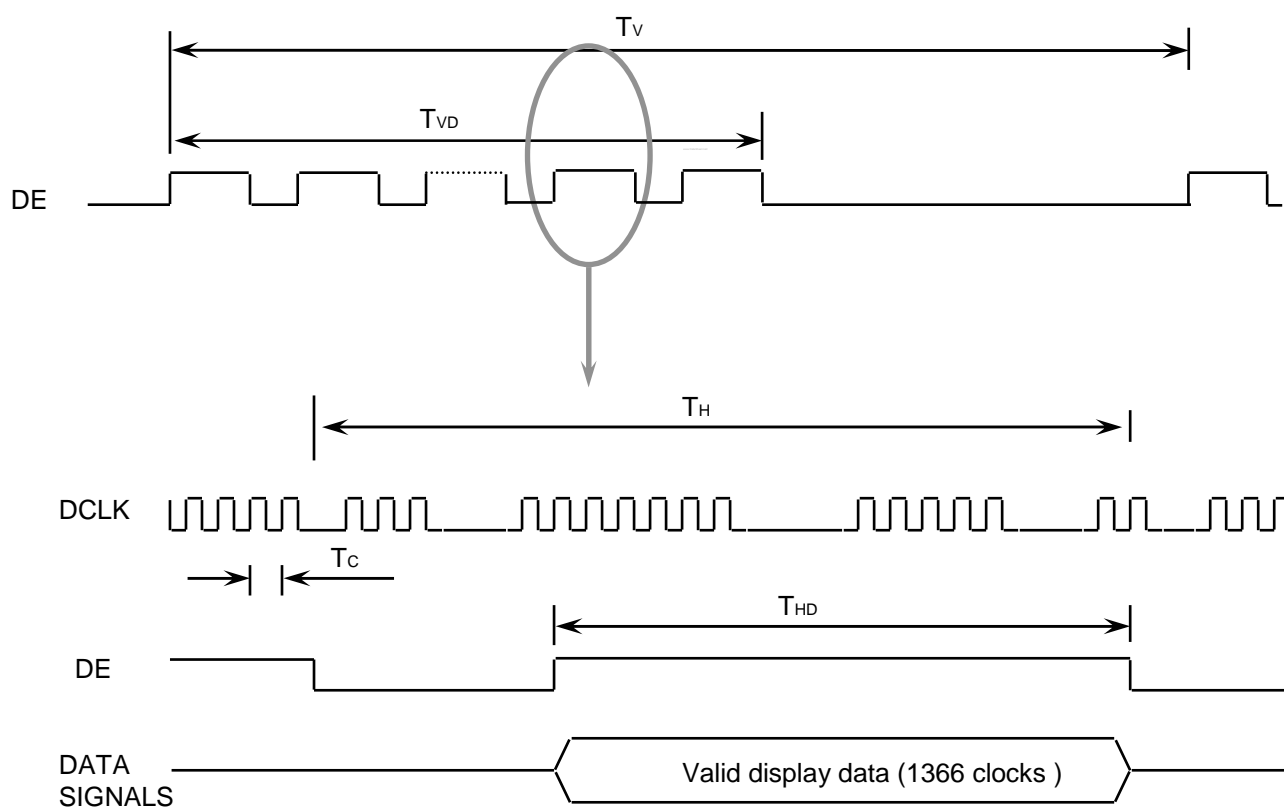 TV
TVD
DE
TH
DCLK
TC
THD
DE
DATA
SIGNALS
Valid display data (1366 clocks )